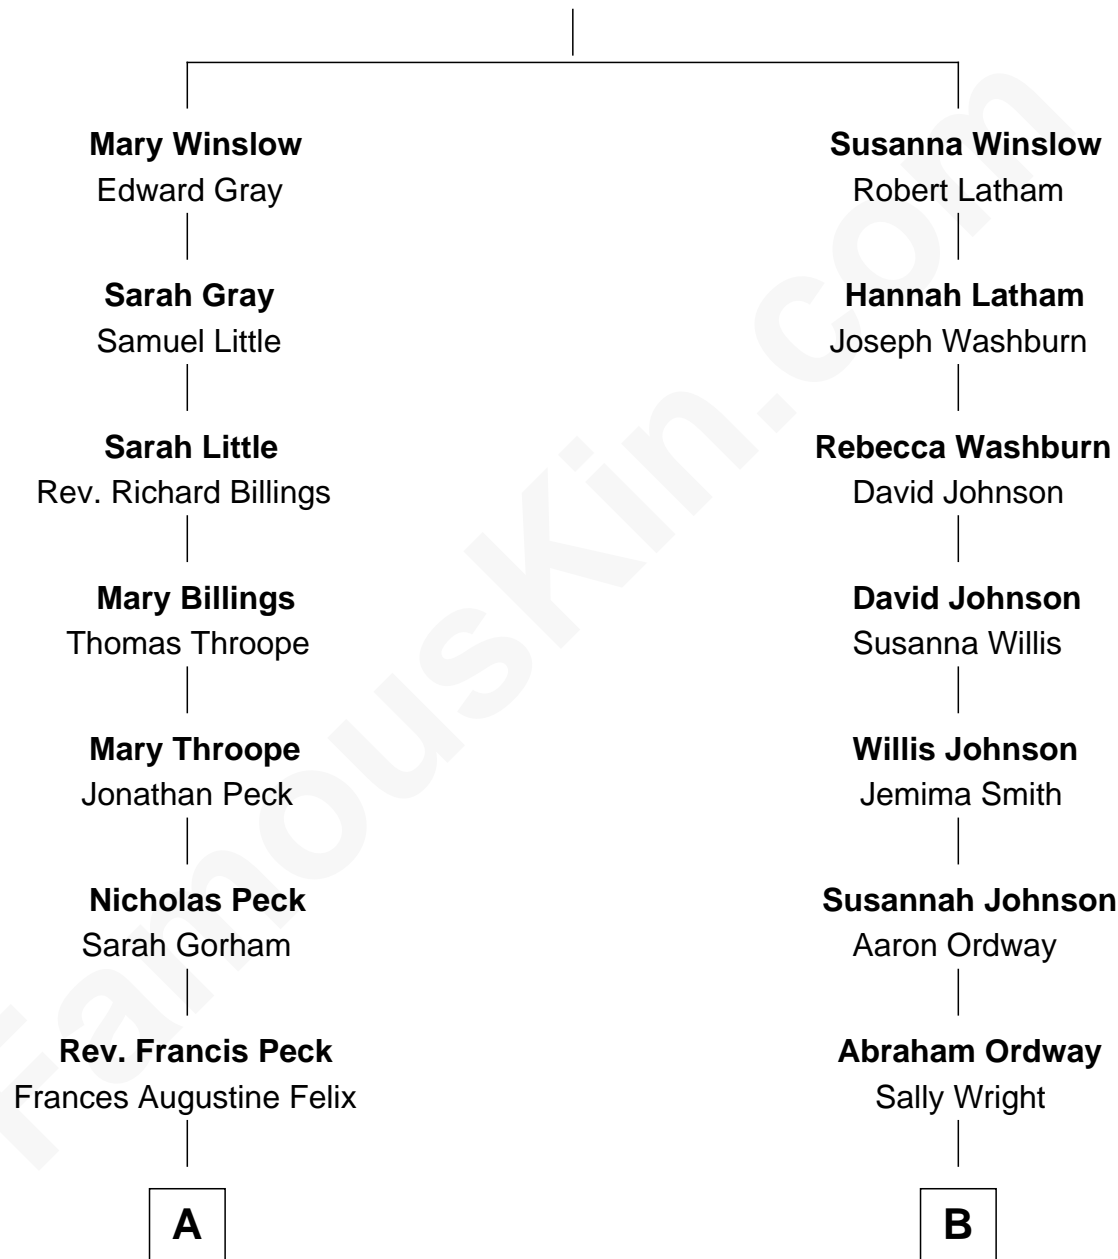 Mary Winslow
Edward Gray
Sarah Gray
Samuel Little
Sarah Little
Rev. Richard Billings
Mary Billings
Thomas Throope
Mary Throope
Jonathan Peck
Nicholas Peck
Sarah Gorham
Rev. Francis Peck
Frances Augustine Felix
A
Susanna Winslow
Robert Latham
Hannah Latham
Joseph Washburn
Rebecca Washburn
David Johnson
David Johnson
Susanna Willis
Willis Johnson
Jemima Smith
Susannah Johnson
Aaron Ordway
Abraham Ordway
Sally Wright
B
FamousKin.com